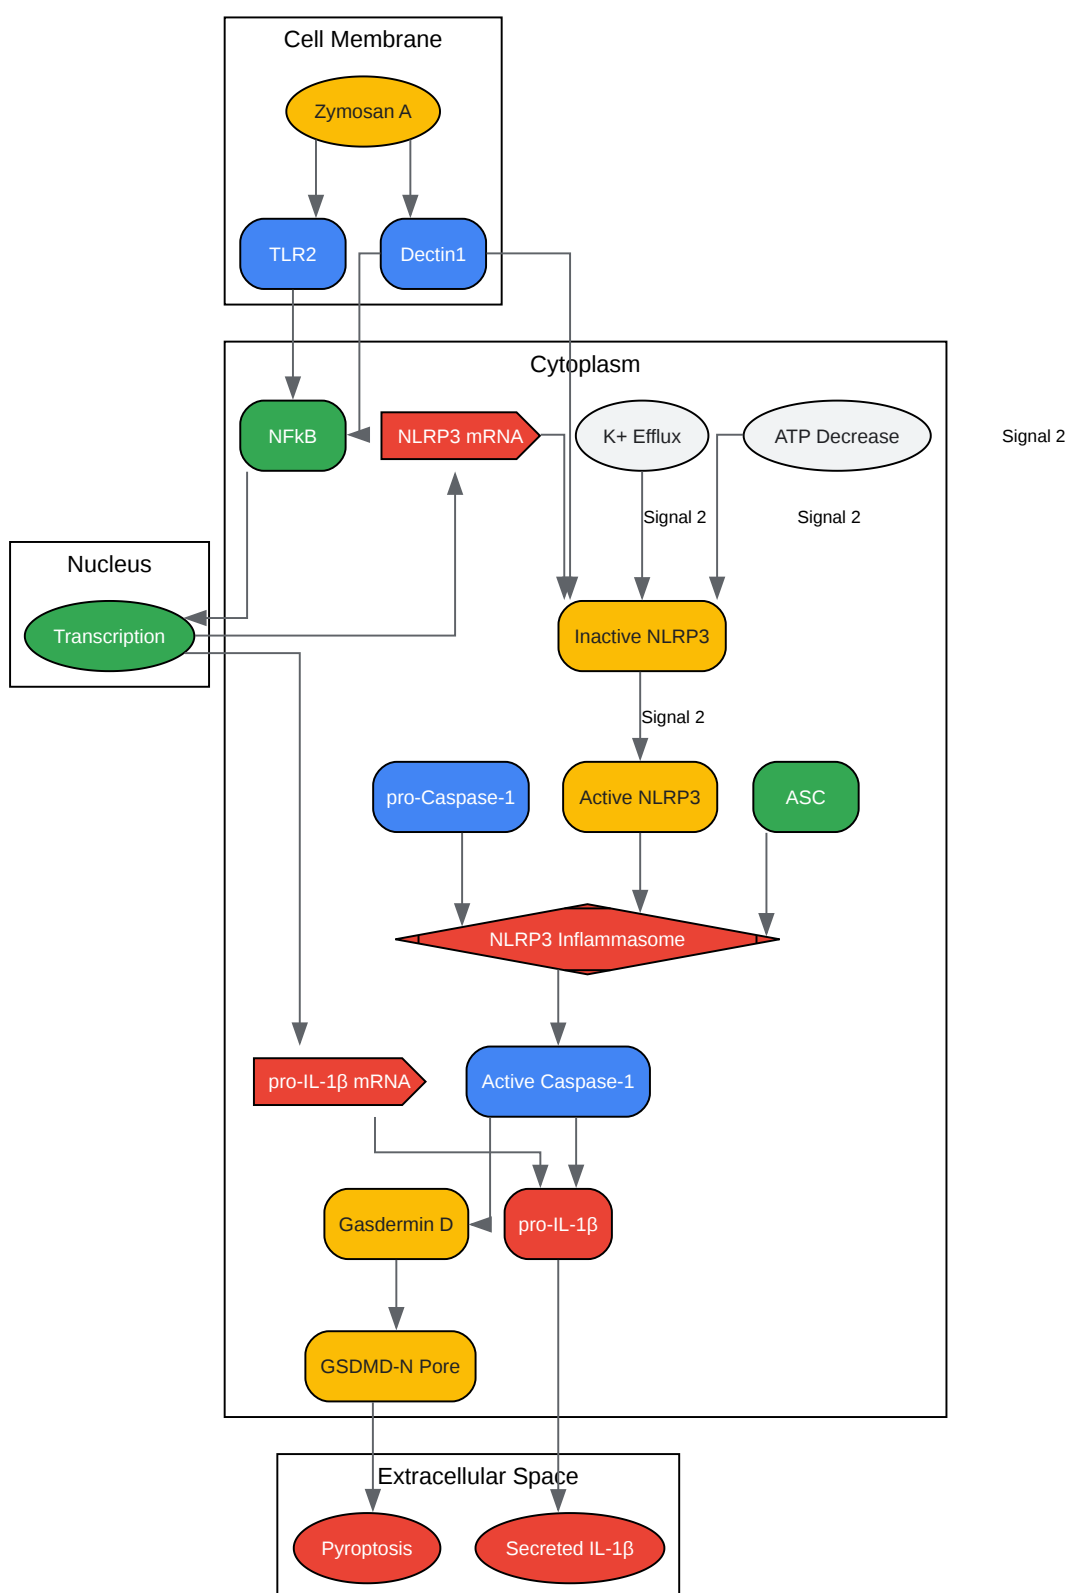 Cell Membrane
Zymosan A
TLR2
Dectin1
Cytoplasm
NFkB
NLRP3 mRNA
K+ Efflux
ATP Decrease
Signal 2
Signal 2
Signal 2
Nucleus
Transcription
Inactive NLRP3
Signal 2
pro-Caspase-1
Active NLRP3
ASC
NLRP3 Inflammasome
pro-IL-1β mRNA
Active Caspase-1
Gasdermin D
pro-IL-1β
GSDMD-N Pore
Extracellular Space
Pyroptosis
Secreted IL-1β